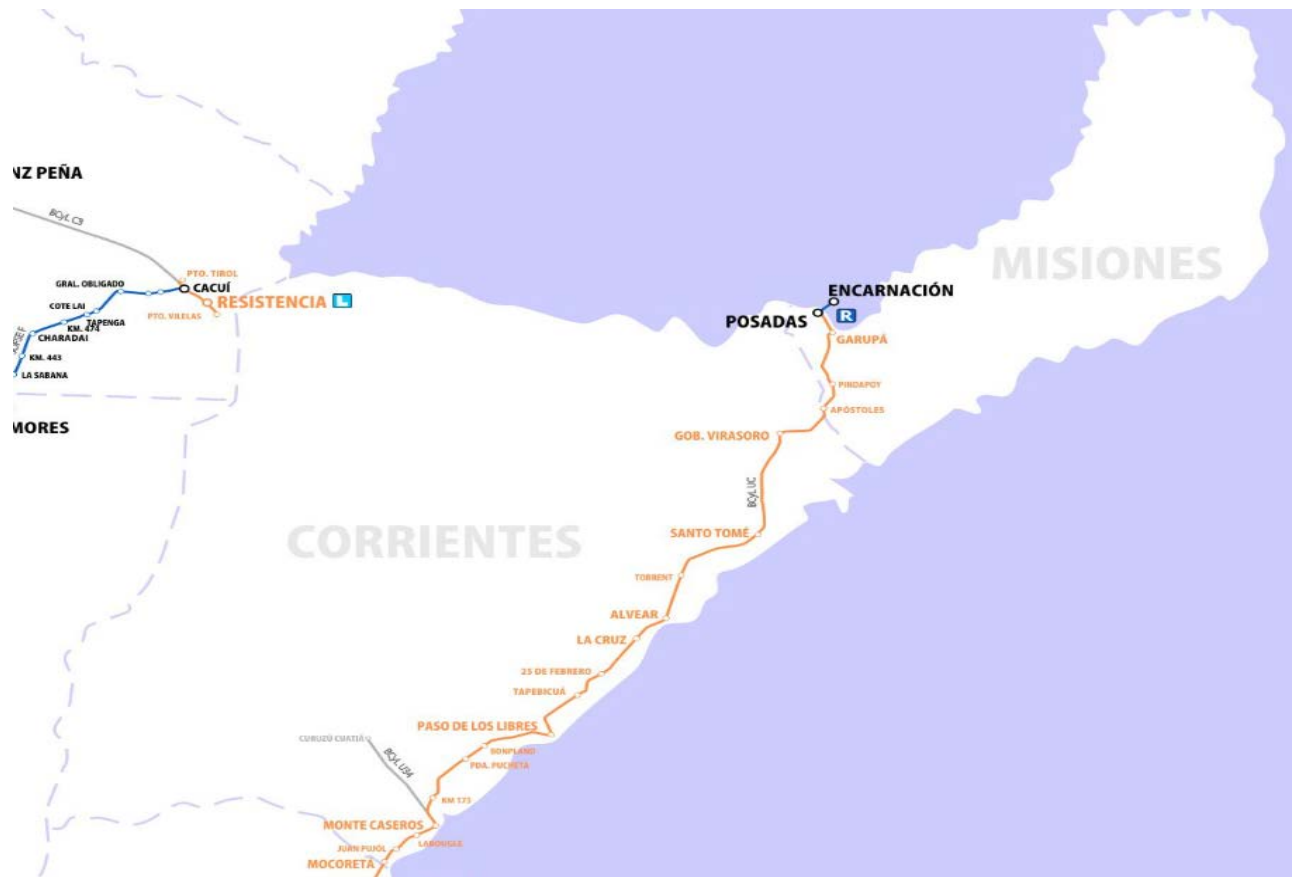 NZ PEÑA
BCyL C3
PTO. TIROL
GRAL. OBLIGADO
CACUÍ
RESISTENCIA L
COTE LAI
TAPENGA
PTO. VILELAS
KM. 474
CHARADAI
KM. 443
LA SABANA
MORES
MISIONES
ENCARNACIÓN
POSADAS
R
GARUPÁ
PINDAPOY
APÓSTOLES
GOB. VIRASORO
BCyL UC
CORRIENTES
SANTO TOMÉ
TORRENT
ALVEAR
LA CRUZ
25 DE FEBRERO
TAPEBICUÁ
PASO DE LOS LIBRES
CURUZÚ CUATIÁ
BCyL U34
BONPLAND
PDA. PUCHETA
KM 173
MONTE CASEROS
LABOUGLE
JUAN PUJOL
MOCORETÁ